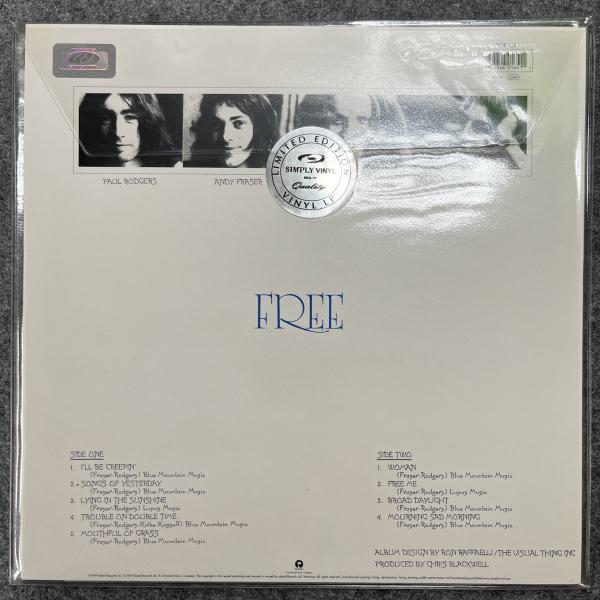 PAUL RODGERS
ANDY FRASER
LIMITED EDITION
SIMPLY VINYL
SEAL OF
Quality
VINYL LP
FREE
SIDE ONE
1. I'LL BE CREEPIN'
(Fraser-Rodgers) Blue Mountain Music
2. SONGS OF YESTERDAY
(Fraser-Rodgers) Blue Mountain Music
3. LYING IN THE SUNSHINE
(Fraser-Rodgers) Lupus Music
4. TROUBLE ON DOUBLE TIME
(Fraser-Rodgers-Kirke-Kossoff) Blue Mountain Music
5. MOUTHFUL OF GRASS
(Fraser-Rodgers) Blue Mountain Music
SIDE TWO
1. WOMAN
(Fraser-Rodgers) Blue Mountain Music
2. FREE ME
(Fraser-Rodgers) Lupus Music
3. BROAD DAYLIGHT
(Fraser-Rodgers) Blue Mountain Music
4. MOURNING SAD MORNING
(Fraser-Rodgers) Blue Mountain Music
ALBUM DESIGN BY RON RAFFAELLI/THE VISUAL THING INC
PRODUCED BY CHRIS BLACKWELL